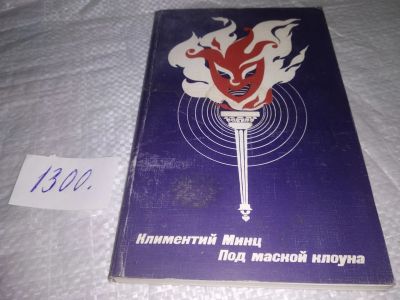 1300.
Климентий Минц
Под маской клоуна